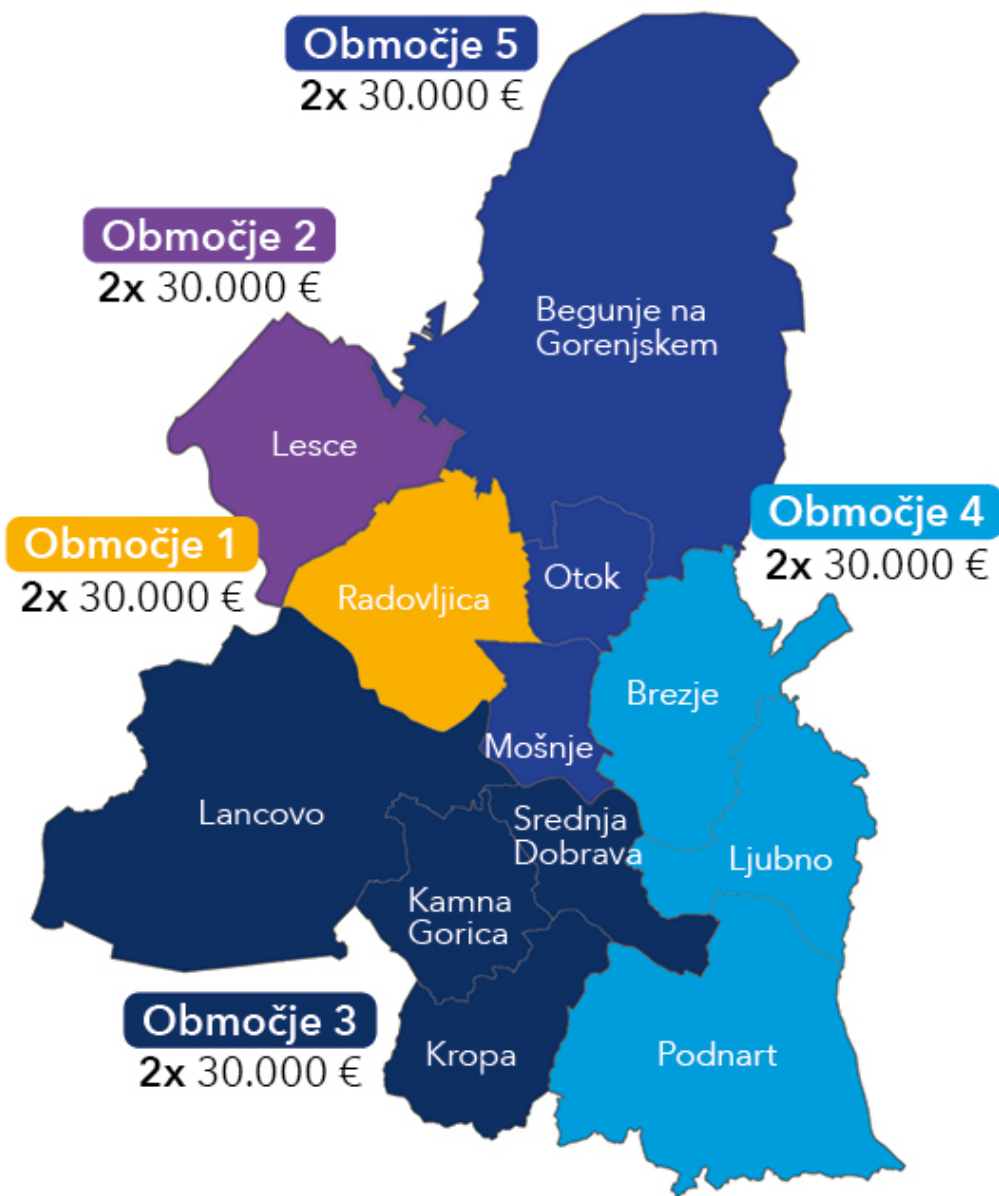 Območje 5
2x 30.000 €
Območje 2
2x 30.000 €
Begunje na
Gorenjskem
Lesce
Območje 4
2x 30.000 €
Območje 1
2x 30.000 €
Otok
Radovljica
Brezje
Mošnje
Lancovo
Srednja
Dobrava
Ljubno
Kamna
Gorica
Območje 3
2x 30.000 €
Kropa
Podnart